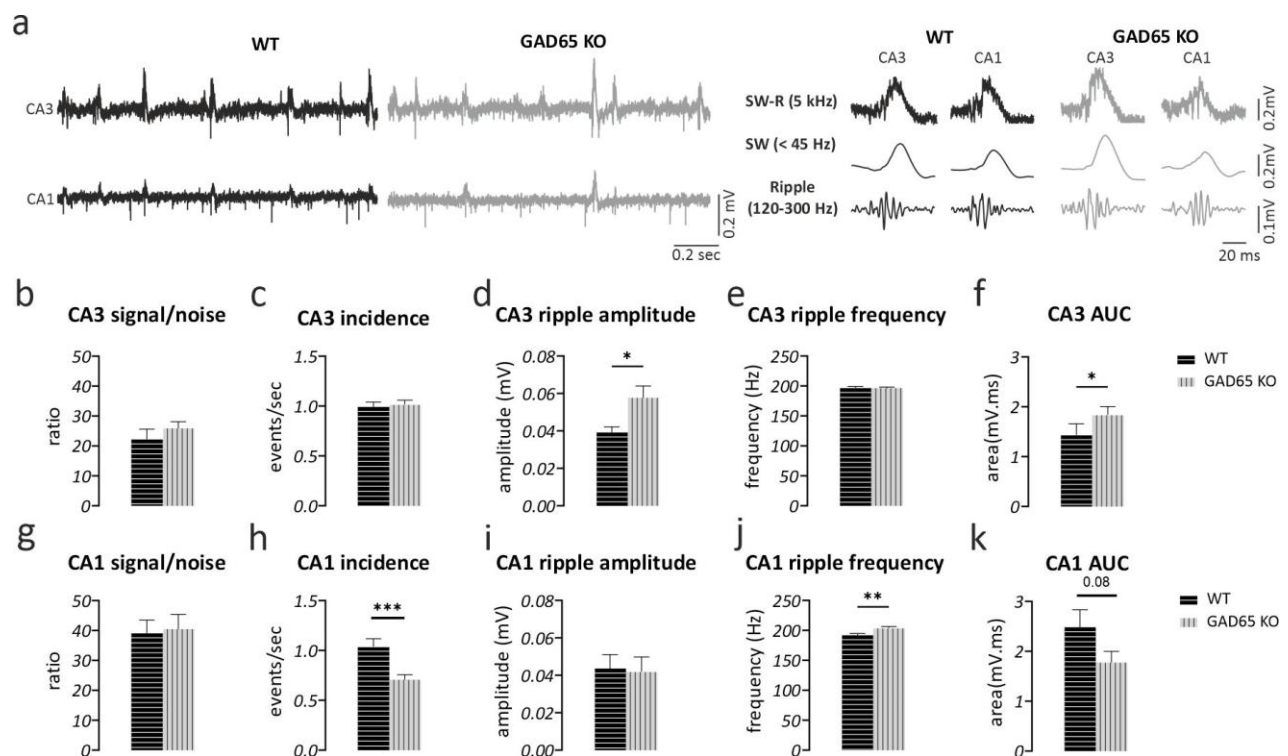 a
WT
GAD65 KO
CA3
CA1
0.2 mV
0.2 sec
WT
GAD65 KO
CA3
CA1
CA3
CA1
SW-R (5 kHz)
0.2mV
SW (< 45 Hz)
0.2mV
Ripple
(120-300 Hz)
0.1mV
20 ms
b
CA3 signal/noise
ratio
50
40
30
20
10
0
c
CA3 incidence
events/sec
1.5
1.0
0.5
0.0
d
CA3 ripple amplitude
amplitude (mV)
0.08
0.06
0.04
0.02
0.00
*
e
CA3 ripple frequency
frequency (Hz)
250
200
150
100
50
0
f
CA3 AUC
area(mV.ms)
3
2
1
0
*
WT
GAD65 KO
g
CA1 signal/noise
ratio
50
40
30
20
10
0
h
CA1 incidence
events/sec
1.5
1.0
0.5
0.0
***
i
CA1 ripple amplitude
amplitude (mV)
0.08
0.06
0.04
0.02
0.00
j
CA1 ripple frequency
frequency (Hz)
250
200
150
100
50
0
**
k
CA1 AUC
0.08
area(mV.ms)
3
2
1
0
WT
GAD65 KO